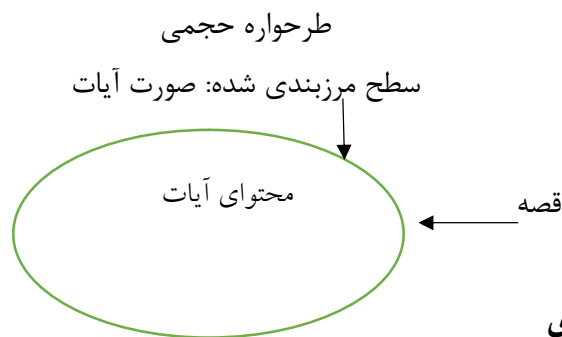 طرحواره حجمی
سطح مرزبندی شده: صورت آیات
محتوای آیات
قصه
ی